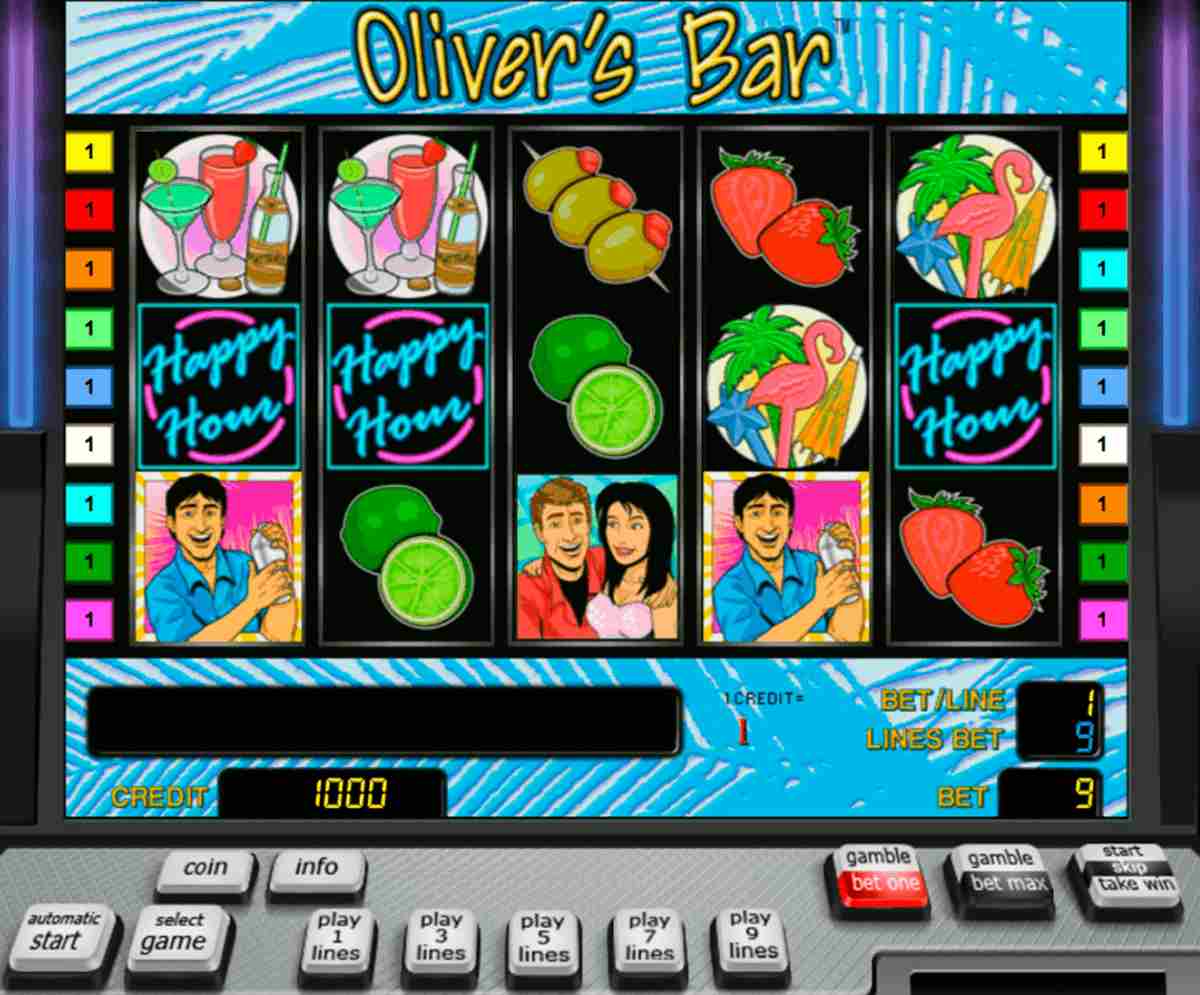 Oliver's Bar™
1 1
1 1
1 1
1 1
1 1
1 1
1 1
1 1
1 1
Happy Hour
Happy Hour
Happy Hour
1 CREDIT=
1
BET/LINE 1
LINES BET 9
CREDIT 1000
BET 9
coin
info
gamble
bet one
gamble
bet max
start
skip
take win
automatic
start
select
game
play
1
lines
play
3
lines
play
5
lines
play
7
lines
play
9
lines